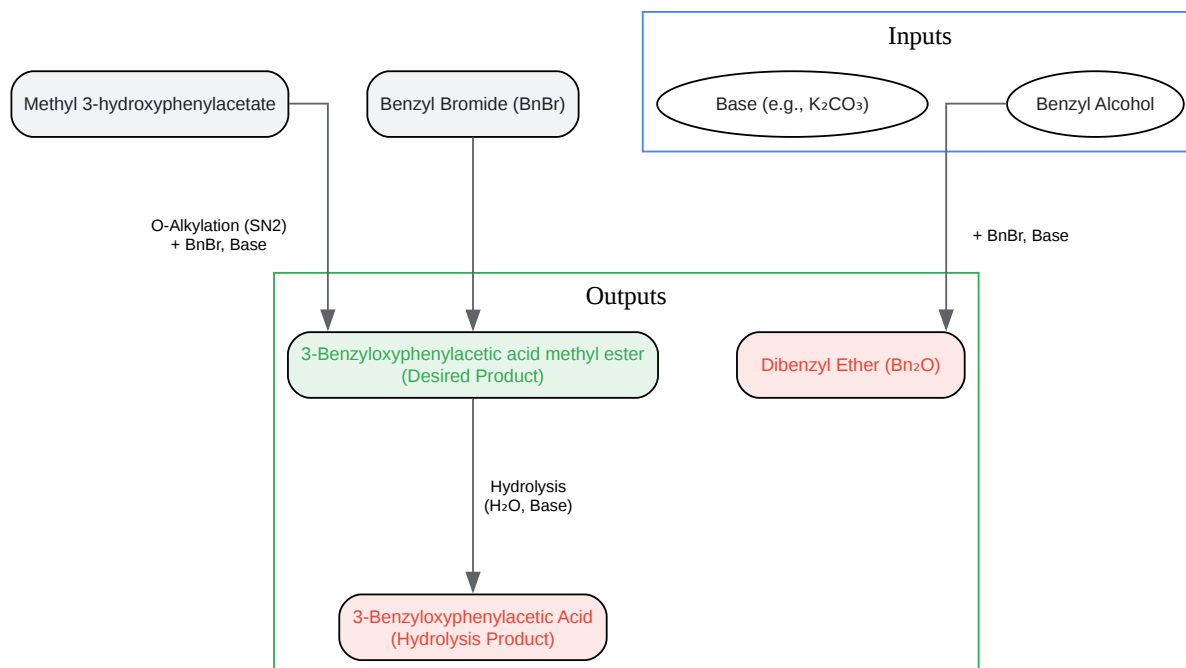 Inputs
Methyl 3-hydroxyphenylacetate
Benzyl Bromide (BnBr)
Base (e.g., K₂CO₃)
Benzyl Alcohol
O-Alkylation (SN2)
+ BnBr, Base
+ BnBr, Base
Outputs
3-Benzyloxyphenylacetic acid methyl ester
(Desired Product)
Dibenzyl Ether (Bn₂O)
Hydrolysis
(H₂O, Base)
3-Benzyloxyphenylacetic Acid
(Hydrolysis Product)